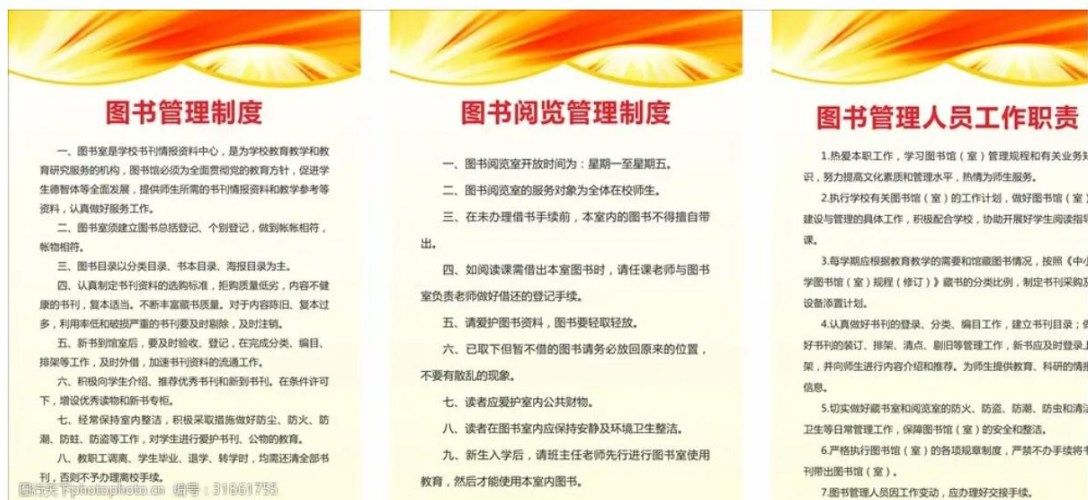 图书管理制度
一、图书室是学校书刊情报资料中心，是为学校教育教学和教
育研究服务的机构，图书馆必须为全面贯彻党的教育方针，促进学
生德智体等全面发展，提供师生所需的书刊情报资料和教学参考等
资料，认真做好服务工作。
二、图书室须建立图书总括登记、个别登记，做到帐帐相符，
帐物相符。
三、图书目录以分类目录、书本目录、海报目录为主。
四、认真制定书刊资料的选购标准，拒购质量低劣，内容不健
康的书刊，复本适当。不断丰富藏书质量。对于内容陈旧、复本过
多，利用率低和破损严重的书刊要及时剔除，及时注销。
五、新书到馆室后，要及时验收、登记，在完成分类、编目、
排架等工作，及时外借，加速书刊资料的流通工作。
六、积极向学生介绍、推荐优秀书刊和新到书刊。在条件许可
下，增设优秀读物和新书专柜。
七、经常保持室内整洁，积极采取措施做好防尘、防火、防
潮、防蛀、防盗等工作，对学生进行爱护书刊、公物的教育。
八、教职工调离、学生毕业、退学、转学时，均需还清全部书
刊，否则不予办理离校手续。
图行天下photophoto.cn 编号：31861755
图书阅览管理制度
一、图书阅览室开放时间为：星期一至星期五。
二、图书阅览室的服务对象为全体在校师生。
三、在未办理借书手续前，本室内的图书不得擅自带
出。
四、如阅读课需借出本室图书时，请任课老师与图书
室负责老师做好借还的登记手续。
五、请爱护图书资料，图书要轻取轻放。
六、已取下但暂不借的图书请务必放回原来的位置，
不要有散乱的现象。
七、读者应爱护室内公共财物。
八、读者在图书室内应保持安静及环境卫生整洁。
九、新生入学后，请班主任老师先行进行图书室使用
教育，然后才能使用本室内图书。
图书管理人员工作职责
1.热爱本职工作，学习图书馆（室）管理规程和有关业务知
识，努力提高文化素质和管理水平，热情为师生服务。
2.执行学校有关图书馆（室）的工作计划，做好图书馆（室）
建设与管理的具体工作，积极配合学校，协助开展好学生阅读指导
课。
3.每学期应根据教育教学的需要和馆藏图书情况，按照《中小
学图书馆（室）规程（修订）》藏书的分类比例，制定书刊采购及
设备添置计划。
4.认真做好书刊的登录、分类、编目工作，建立书刊目录；做
好书刊的装订、排架、清点、剔旧等管理工作，新书应及时登录上
架，并向师生进行内容介绍和推荐。为师生提供教育、科研的情报
信息。
5.切实做好藏书室和阅览室的防火、防盗、防潮、防虫和清洁
卫生等日常管理工作，保障图书馆（室）的安全和整洁。
6.严格执行图书馆（室）的各项规章制度，严禁不办手续将书
刊带出图书馆（室）。
7.图书管理人员因工作变动，应办理好交接手续。